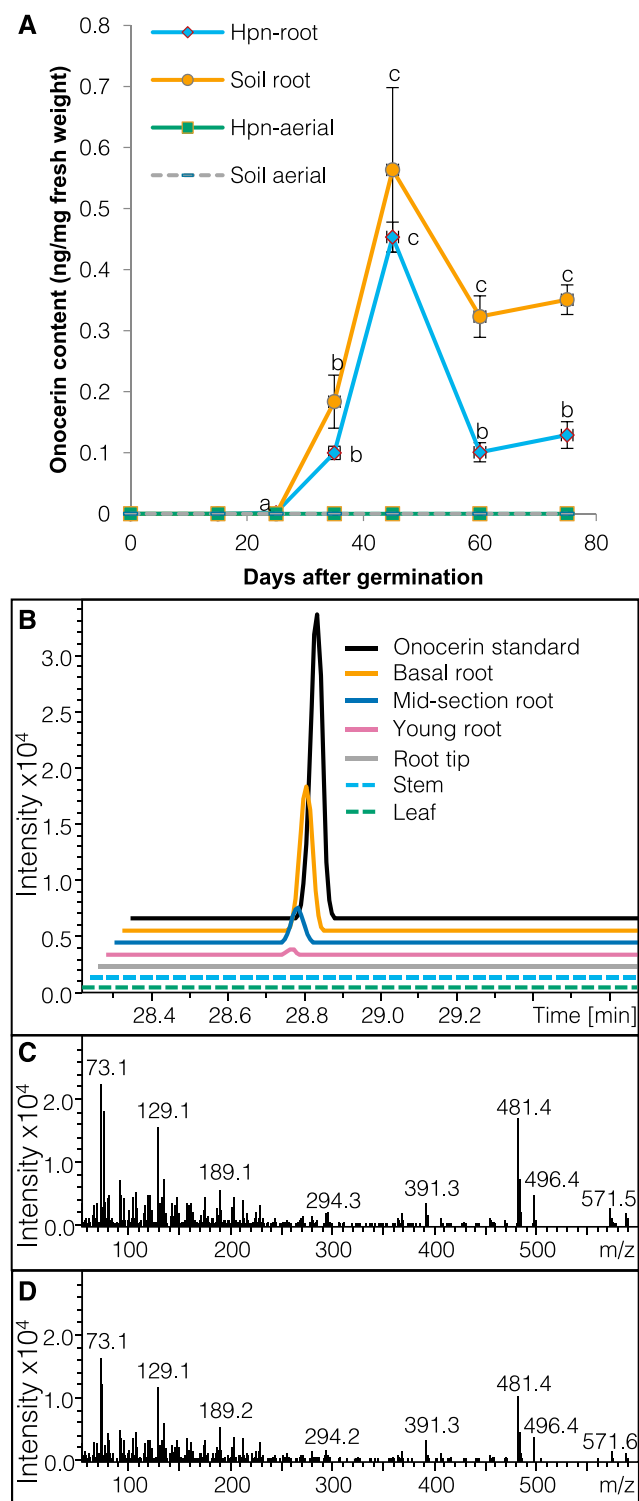 A
Onocerin content (ng/mg fresh weight)
0.8
0.7
0.6
0.5
0.4
0.3
0.2
0.1
0
Hpn-root
Soil root
Hpn-aerial
Soil aerial
a
b
b
c
c
c
b
c
b
0 20 40 60 80
Days after germination
B
Intensity x10⁴
3.0
2.5
2.0
1.5
1.0
0.5
0.0
Onocerin standard
Basal root
Mid-section root
Young root
Root tip
Stem
Leaf
28.4 28.6 28.8 29.0 29.2 Time [min]
C
Intensity x10⁴
2.0
1.0
0.0
73.1
129.1
189.1
294.3
391.3
481.4
496.4
571.5
100 200 300 400 500 m/z
D
Intensity x10⁴
2.0
1.0
0.0
73.1
129.1
189.2
294.2
391.3
481.4
496.4
571.6
100 200 300 400 500 m/z